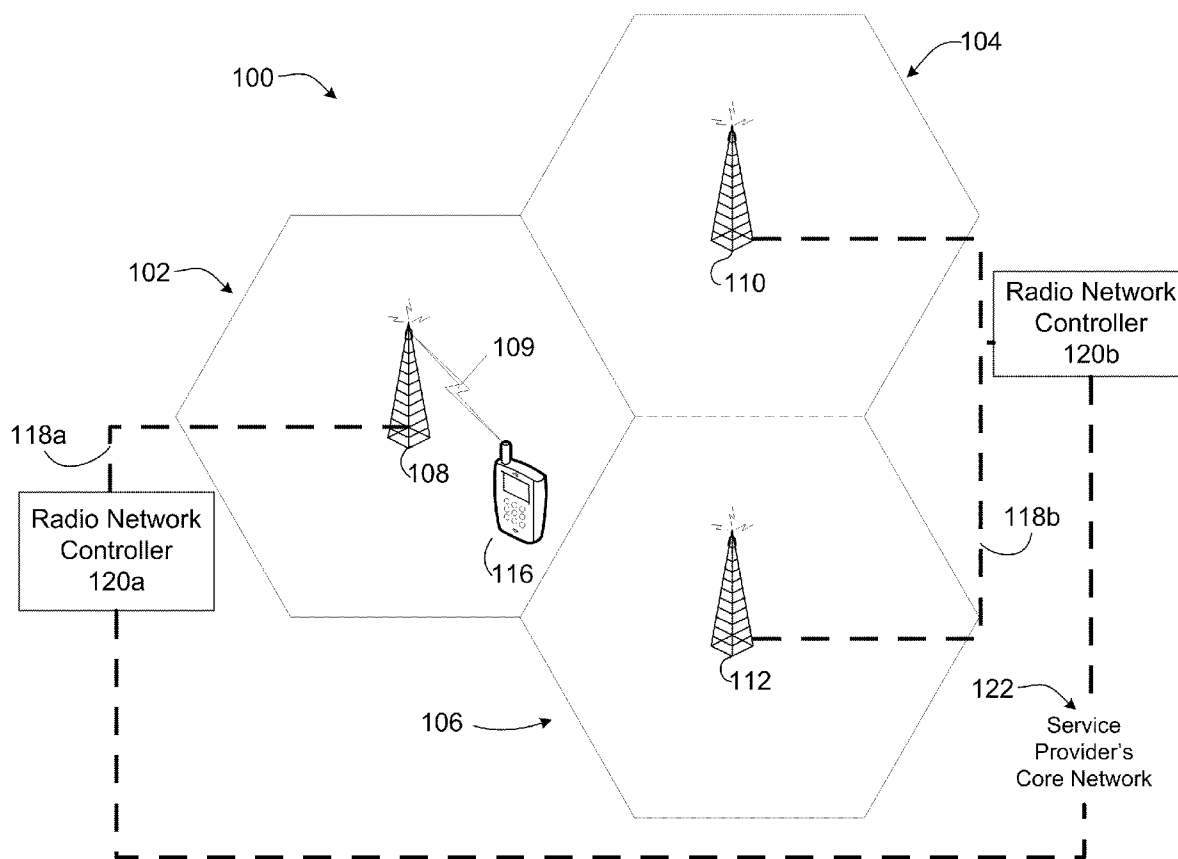 104
100
110
Radio Network
Controller
120b
102
109
118a
108
Radio Network
Controller
120a
116
118b
112
122
106
Service
Provider's
Core Network